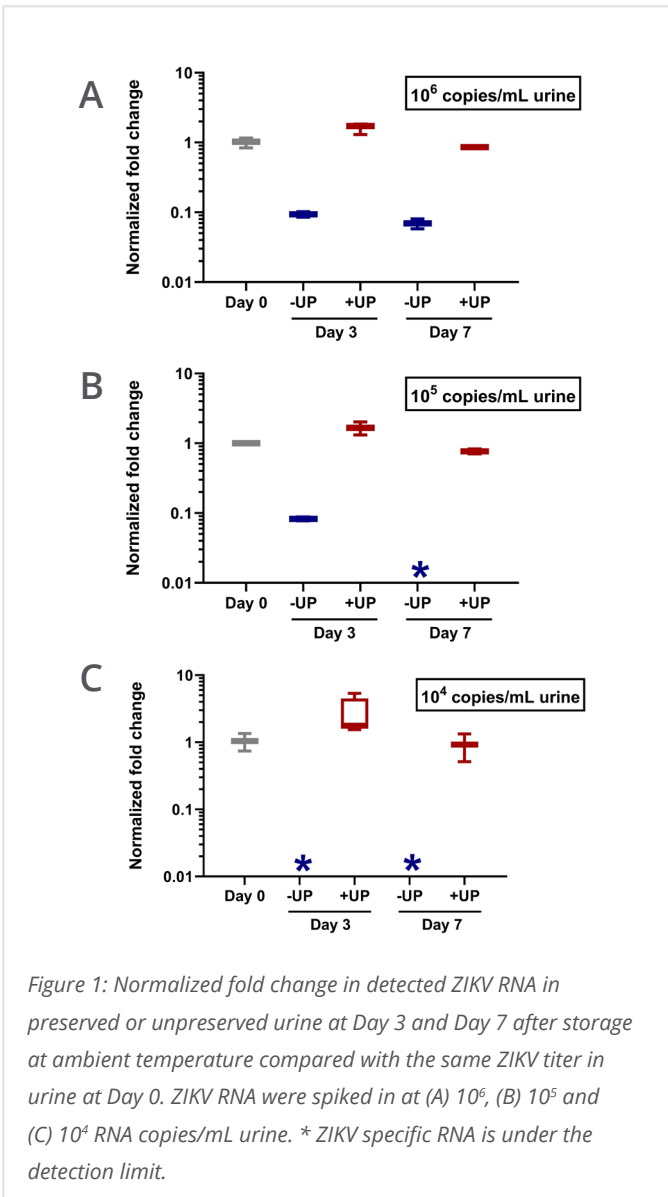 A
Normalized fold change
10
1
0.1
0.01
10⁶ copies/mL urine
Day 0 -UP +UP -UP +UP
Day 3 Day 7
B
Normalized fold change
10
1
0.1
0.01
10⁵ copies/mL urine
*
Day 0 -UP +UP -UP +UP
Day 3 Day 7
C
Normalized fold change
10
1
0.1
0.01
10⁴ copies/mL urine
* *
Day 0 -UP +UP -UP +UP
Day 3 Day 7
Figure 1: Normalized fold change in detected ZIKV RNA in
preserved or unpreserved urine at Day 3 and Day 7 after storage
at ambient temperature compared with the same ZIKV titer in
urine at Day 0. ZIKV RNA were spiked in at (A) 10⁶, (B) 10⁵ and
(C) 10⁴ RNA copies/mL urine. * ZIKV specific RNA is under the
detection limit.